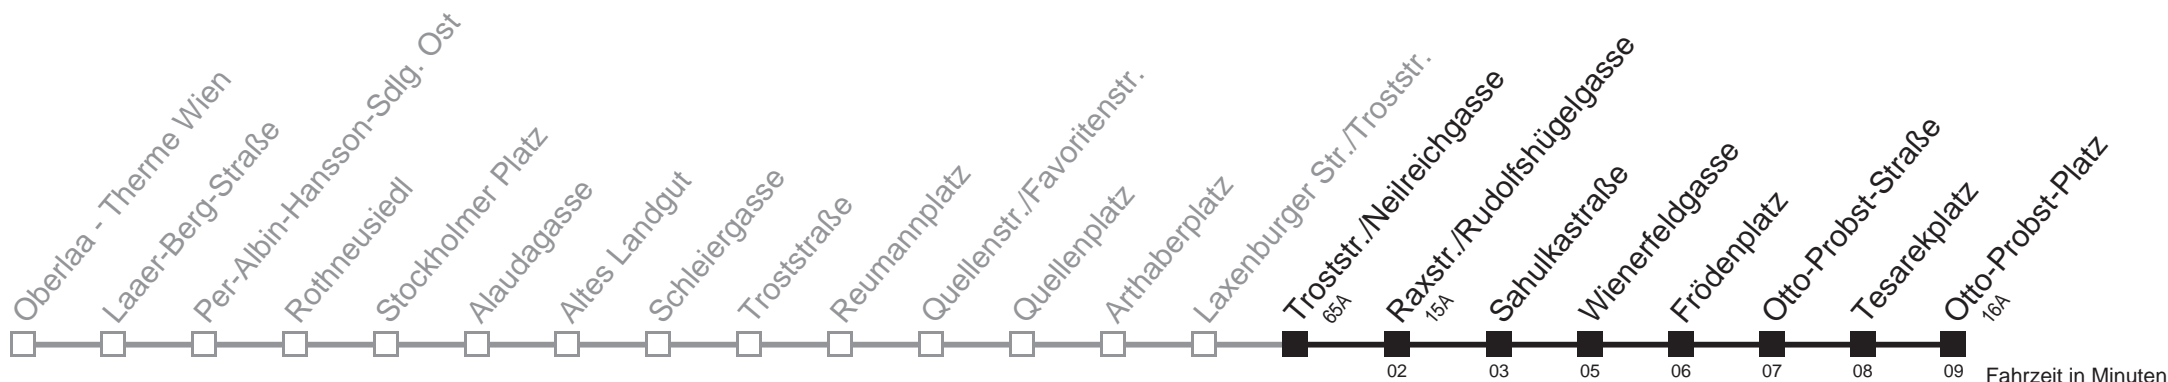 Oberlaa - Therme Wien
Laaer-Berg-Straße
Per-Albin-Hansson-Sdlg. Ost
Rothneusiedl
Stockholmer Platz
Alaudagasse
Altes Landgut
Schleiergasse
Troststraße
Reumannplatz
Quellenstr./Favoritenstr.
Quellenplatz
Arthaberplatz
Laxenburger Str./Troststr.
Troststr./Neilreichgasse
65A
Raxstr./Rudolfshügelgasse
15A
Sahulkastraße
Wienerfeldgasse
Frödenplatz
Otto-Probst-Straße
Tesarekplatz
Otto-Probst-Platz
16A
02 03 05 06 07 08 09 Fahrzeit in Minuten